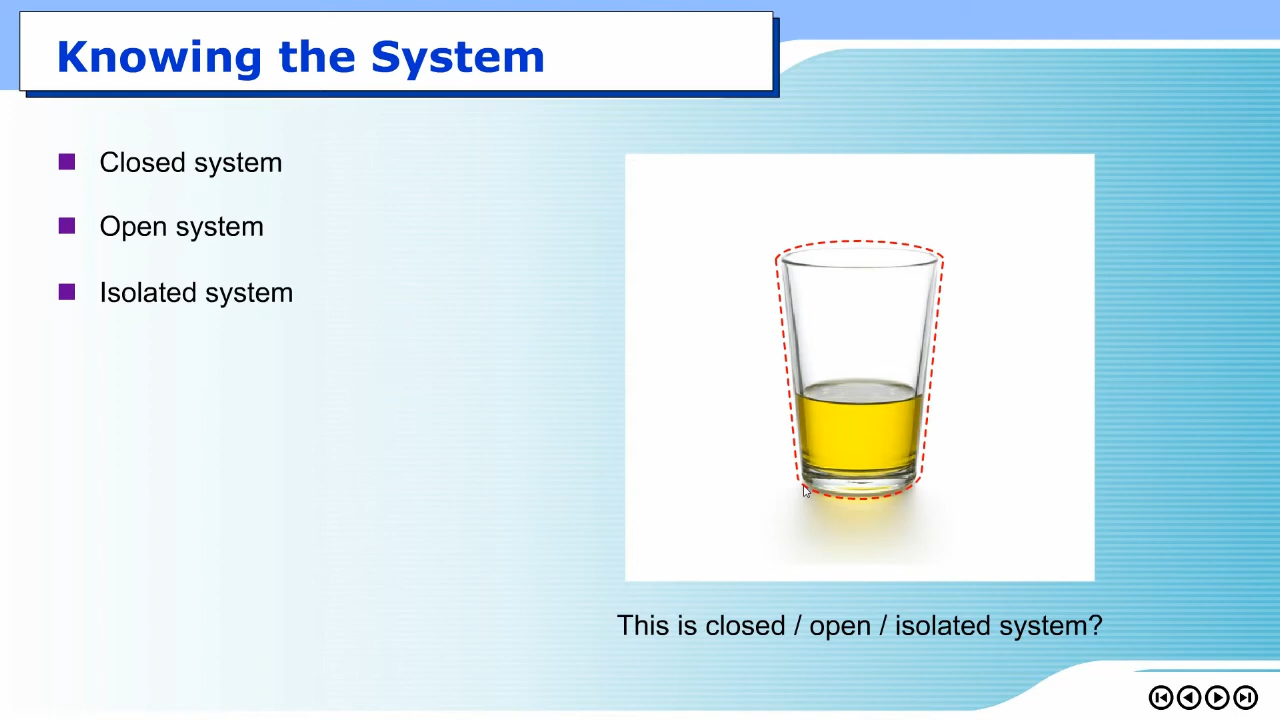 Knowing the System
Closed system
Open system
Isolated system
This is closed / open / isolated system?